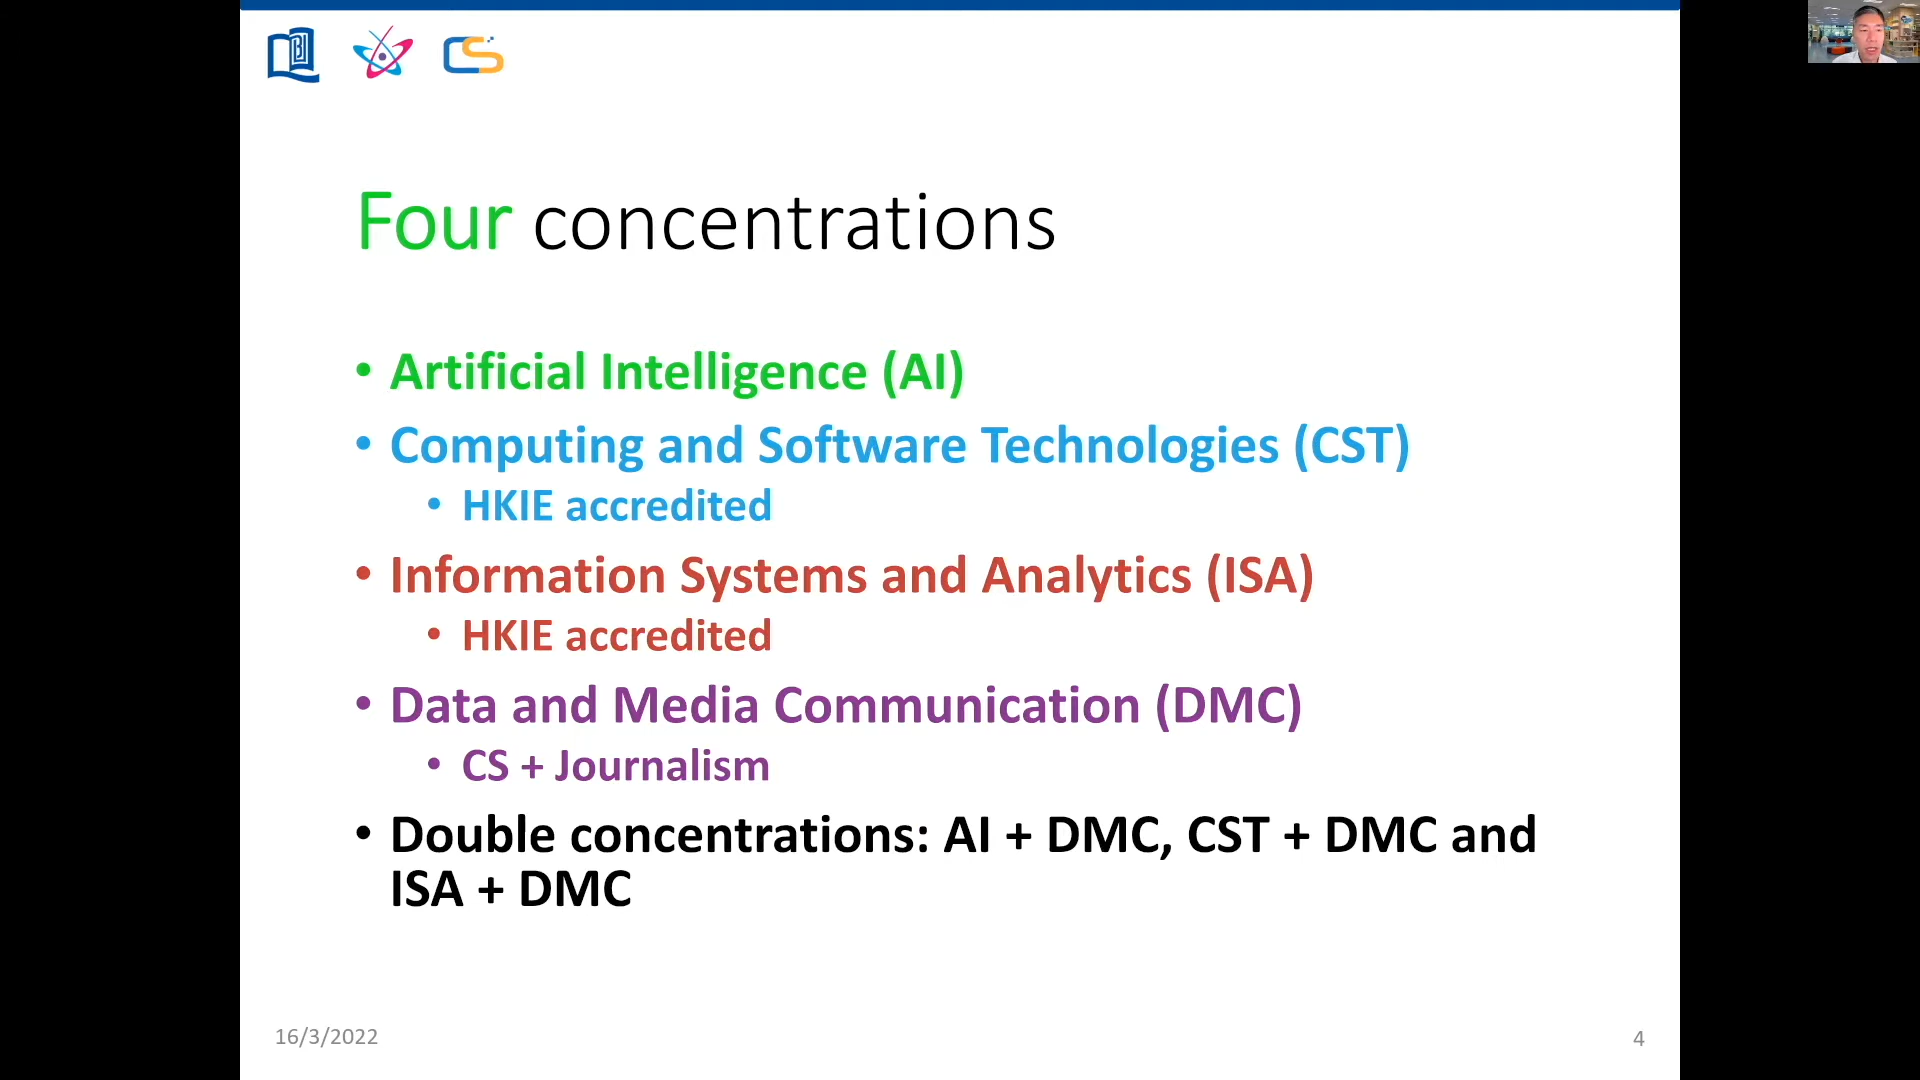 Four concentrations
• Artificial Intelligence (AI)
• Computing and Software Technologies (CST)
• HKIE accredited
• Information Systems and Analytics (ISA)
• HKIE accredited
• Data and Media Communication (DMC)
• CS + Journalism
• Double concentrations: AI + DMC, CST + DMC and
ISA + DMC
16/3/2022
4